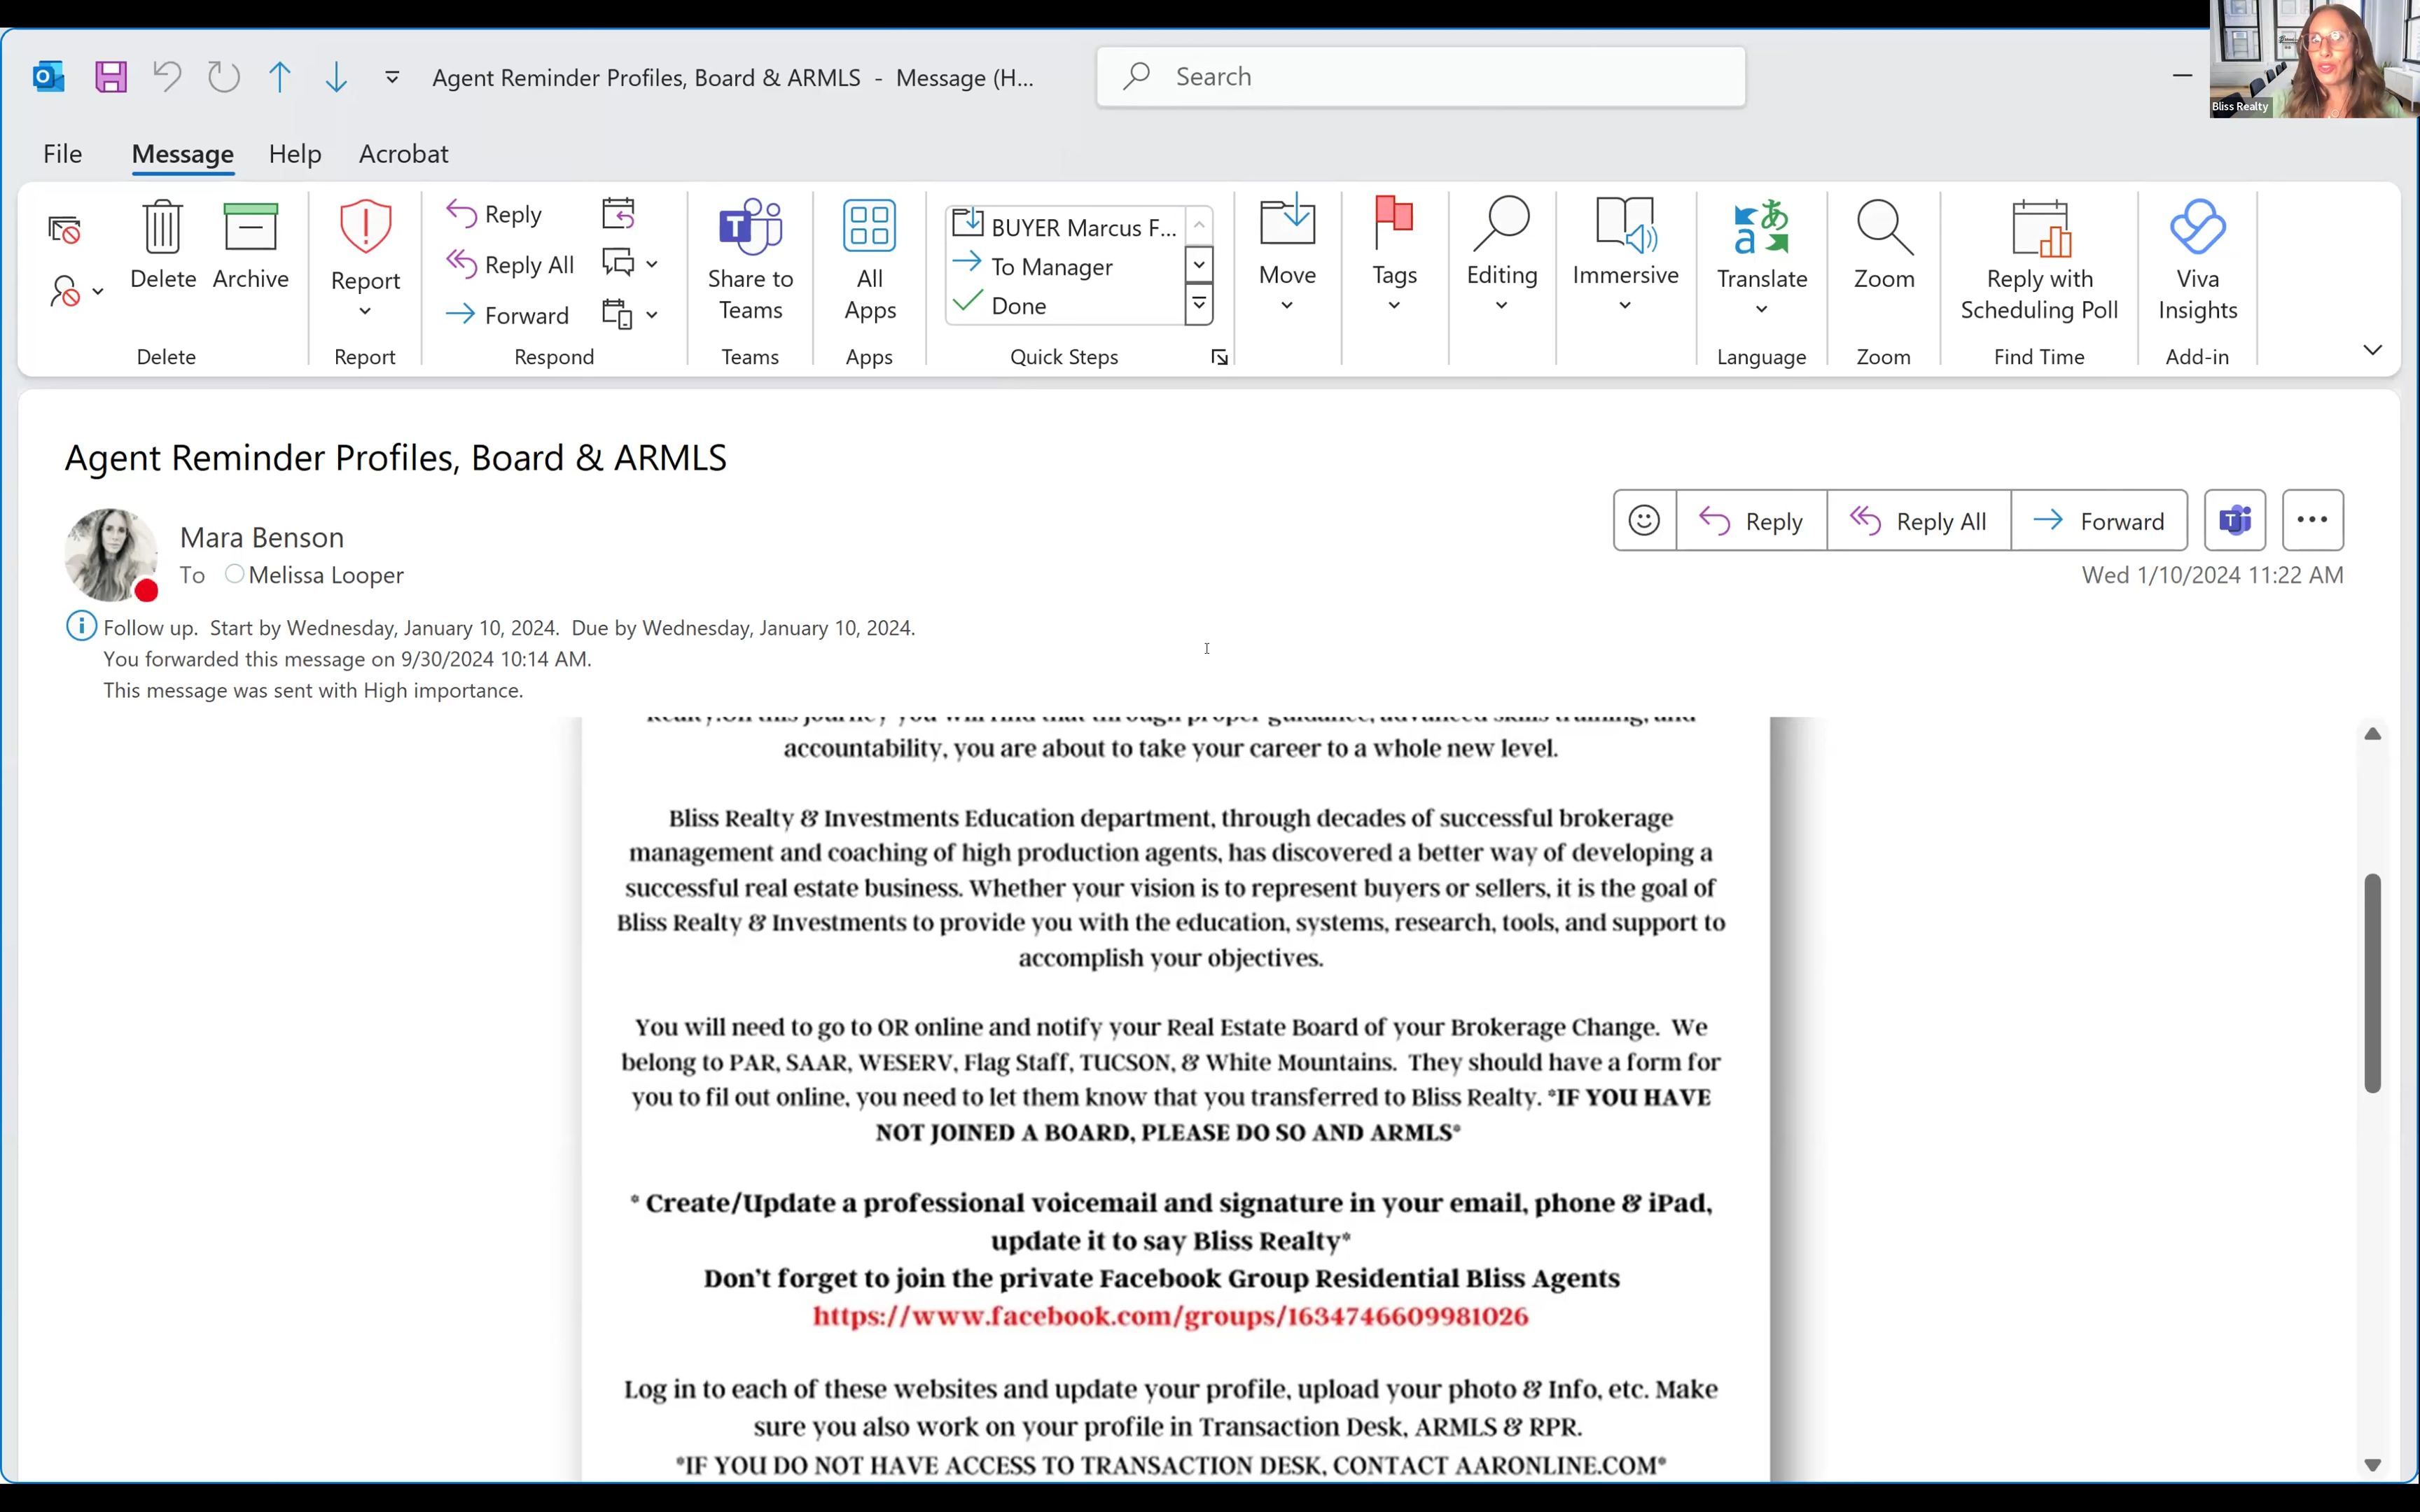 Agent Reminder Profiles, Board & ARMLS - Message (H...
Search
Bliss Realty
File Message Help Acrobat
Delete Archive
Report
Reply
Reply All
Forward
Share to Teams
All Apps
BUYER Marcus F...
To Manager
Done
Move
Tags
Editing
Immersive
Translate
Zoom
Reply with Scheduling Poll
Viva Insights
Delete Report Respond Teams Apps Quick Steps Language Zoom Find Time Add-in
Agent Reminder Profiles, Board & ARMLS
Mara Benson
To Melissa Looper
Reply Reply All Forward
Wed 1/10/2024 11:22 AM
Follow up. Start by Wednesday, January 10, 2024. Due by Wednesday, January 10, 2024.
You forwarded this message on 9/30/2024 10:14 AM.
This message was sent with High importance.
accountability, you are about to take your career to a whole new level.
Bliss Realty & Investments Education department, through decades of successful brokerage
management and coaching of high production agents, has discovered a better way of developing a
successful real estate business. Whether your vision is to represent buyers or sellers, it is the goal of
Bliss Realty & Investments to provide you with the education, systems, research, tools, and support to
accomplish your objectives.
You will need to go to OR online and notify your Real Estate Board of your Brokerage Change. We
belong to PAR, SAAR, WESERV, Flag Staff, TUCSON, & White Mountains. They should have a form for
you to fil out online, you need to let them know that you transferred to Bliss Realty. *IF YOU HAVE
NOT JOINED A BOARD, PLEASE DO SO AND ARMLS*
* Create/Update a professional voicemail and signature in your email, phone & iPad,
update it to say Bliss Realty*
Don't forget to join the private Facebook Group Residential Bliss Agents
https://www.facebook.com/groups/1634746609981026
Log in to each of these websites and update your profile, upload your photo & Info, etc. Make
sure you also work on your profile in Transaction Desk, ARMLS & RPR.
*IF YOU DO NOT HAVE ACCESS TO TRANSACTION DESK, CONTACT AARONLINE.COM*